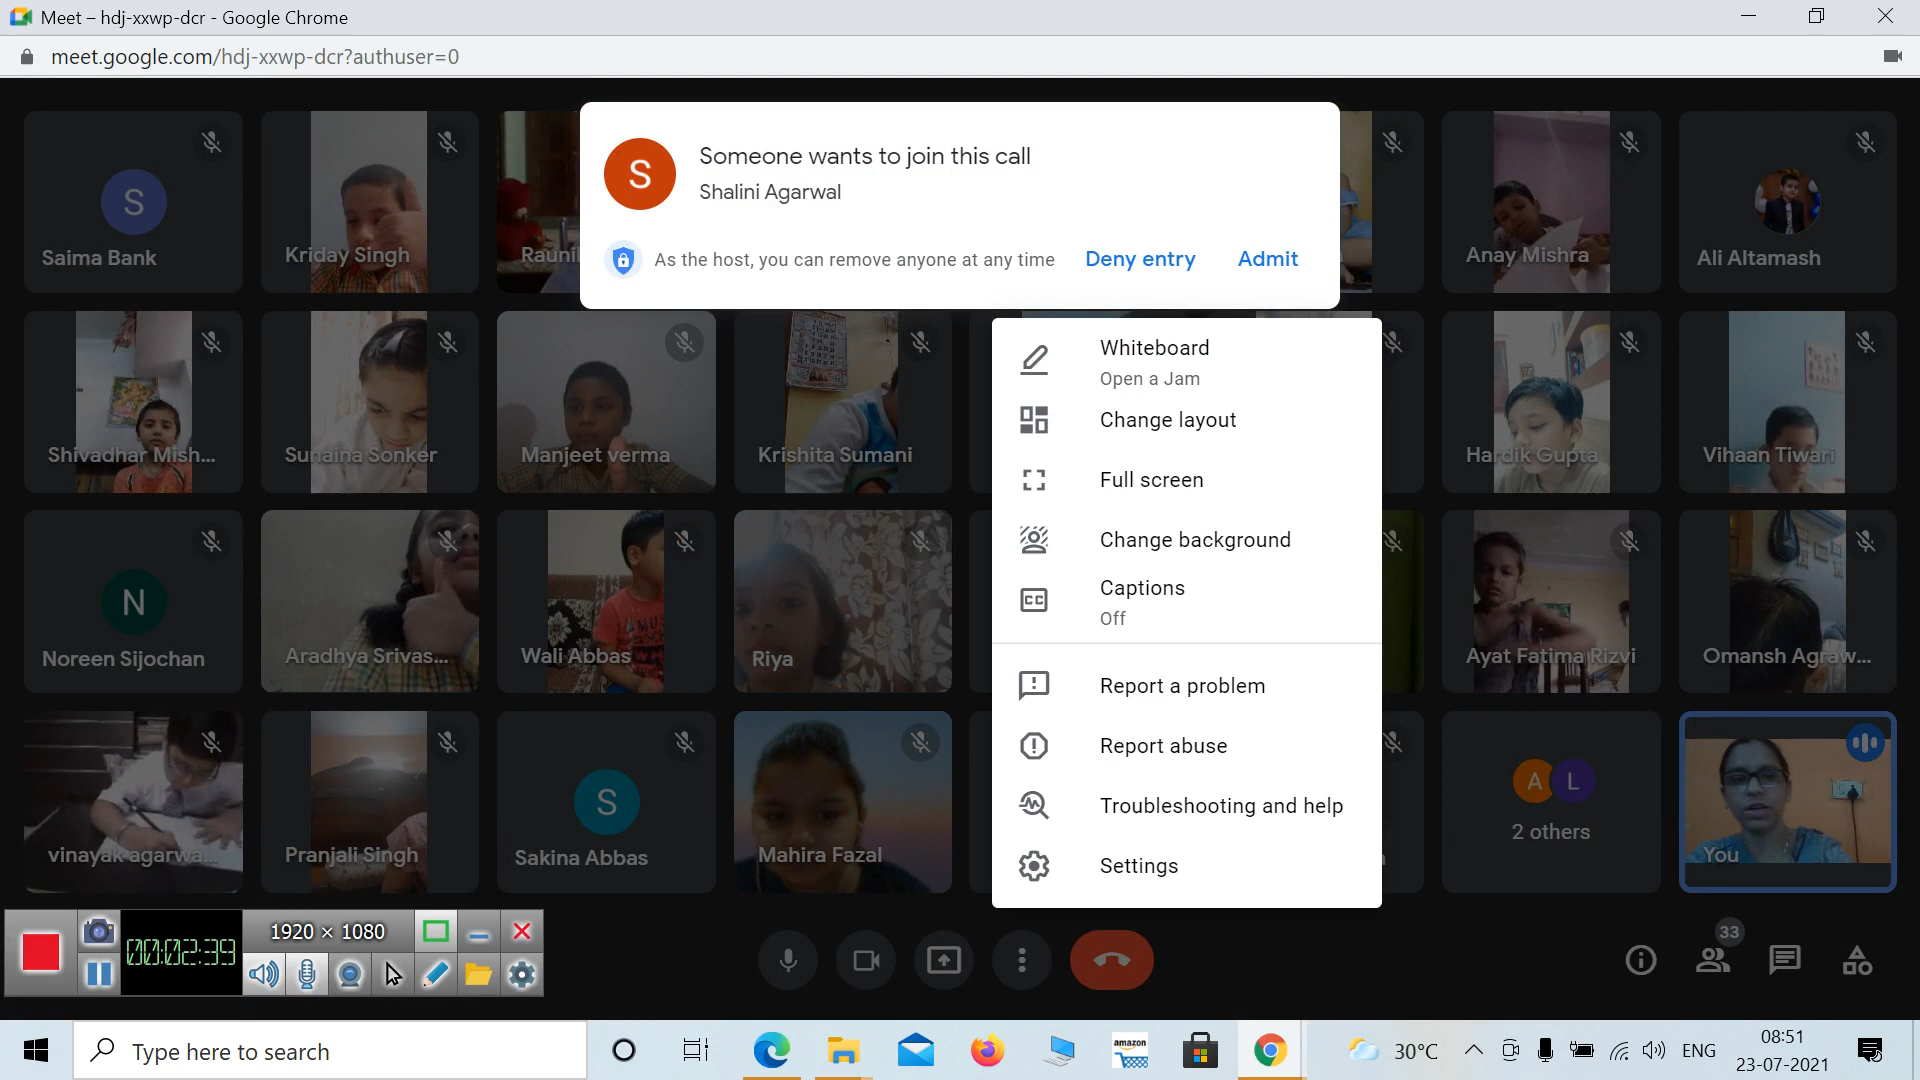 Meet – hdj-xxwp-dcr - Google Chrome
meet.google.com/hdj-xxwp-dcr?authuser=0
Someone wants to join this call
S
Shalini Agarwal
As the host, you can remove anyone at any time
Deny entry
Admit
S
Saima Bank
Kriday Singh
Anay Mishra
Ali Altamash
Shivadhar Mish...
Sunaina Sonker
Manjeet verma
Krishita Sumani
Hardik Gupta
Vihaan Tiwari
N
Noreen Sijochan
Aradhya Srivas...
Wali Abbas
Riya
Ayat Fatima Rizvi
Omansh Agraw...
vinayak agarwa...
Pranjali Singh
S
Sakina Abbas
Mahira Fazal
A
L
2 others
You
Whiteboard
Open a Jam
Change layout
Full screen
Change background
CC
Captions
Off
Report a problem
Report abuse
Troubleshooting and help
Settings
1920 × 1080
33
Type here to search
amazon
30°C
ENG
08:51
23-07-2021